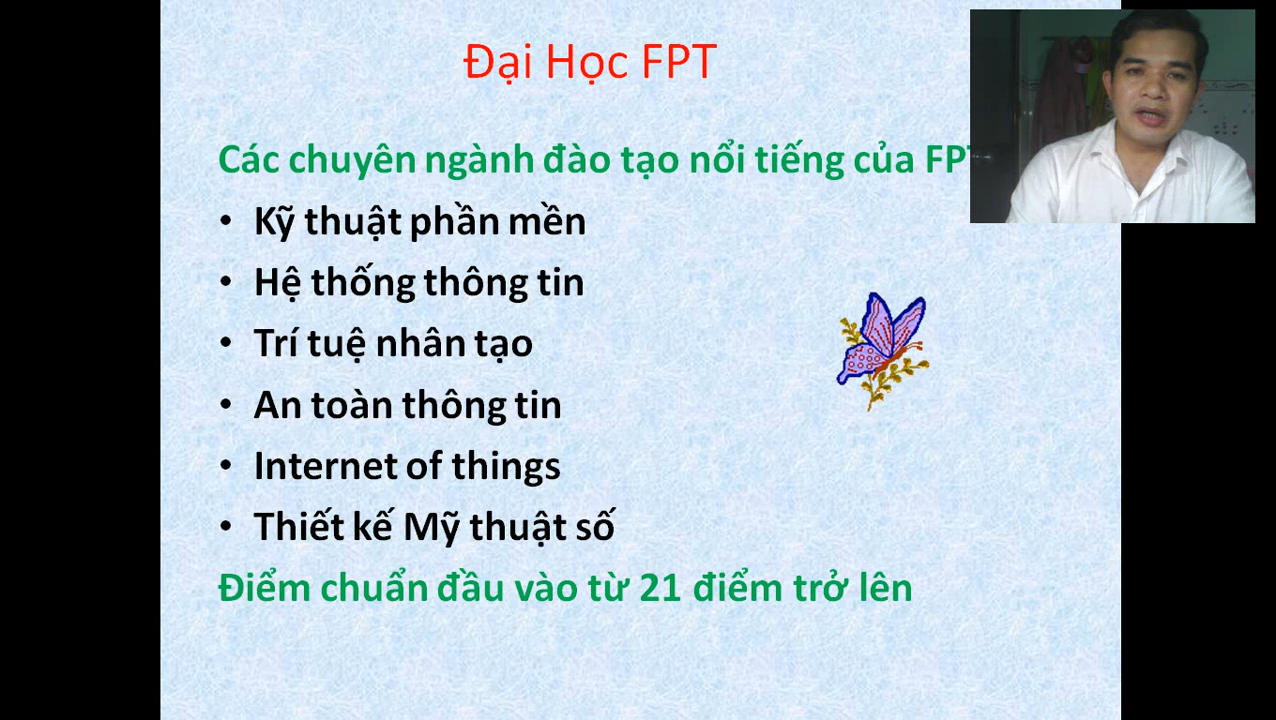 Đại Học FPT
Các chuyên ngành đào tạo nổi tiếng của FPT
• Kỹ thuật phần mền
• Hệ thống thông tin
• Trí tuệ nhân tạo
• An toàn thông tin
• Internet of things
• Thiết kế Mỹ thuật số
Điểm chuẩn đầu vào từ 21 điểm trở lên